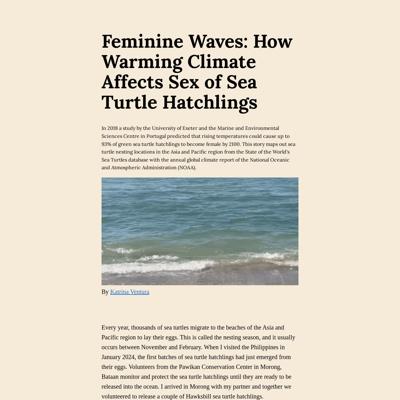 Feminine Waves: How
Warming Climate
Affects Sex of Sea
Turtle Hatchlings
In 2018 a study by the University of Exeter and the Marine and Environmental
Sciences Centre in Portugal predicted that rising temperatures could cause up to
93% of green sea turtle hatchlings to become female by 2100. This story maps out sea
turtle nesting locations in the Asia and Pacific region from the State of the World's
Sea Turtles database with the annual global climate report of the National Oceanic
and Atmospheric Administration (NOAA).
By Katrina Ventura
Every year, thousands of sea turtles migrate to the beaches of the Asia and
Pacific region to lay their eggs. This is called the nesting season, and it usually
occurs between November and February. When I visited the Philippines in
January 2024, the first batches of sea turtle hatchlings had just emerged from
their eggs. Volunteers from the Pawikan Conservation Center in Morong,
Bataan monitor and protect the sea turtle hatchlings until they are ready to be
released into the ocean. I arrived in Morong with my partner and together we
volunteered to release a couple of Hawksbill sea turtle hatchlings.